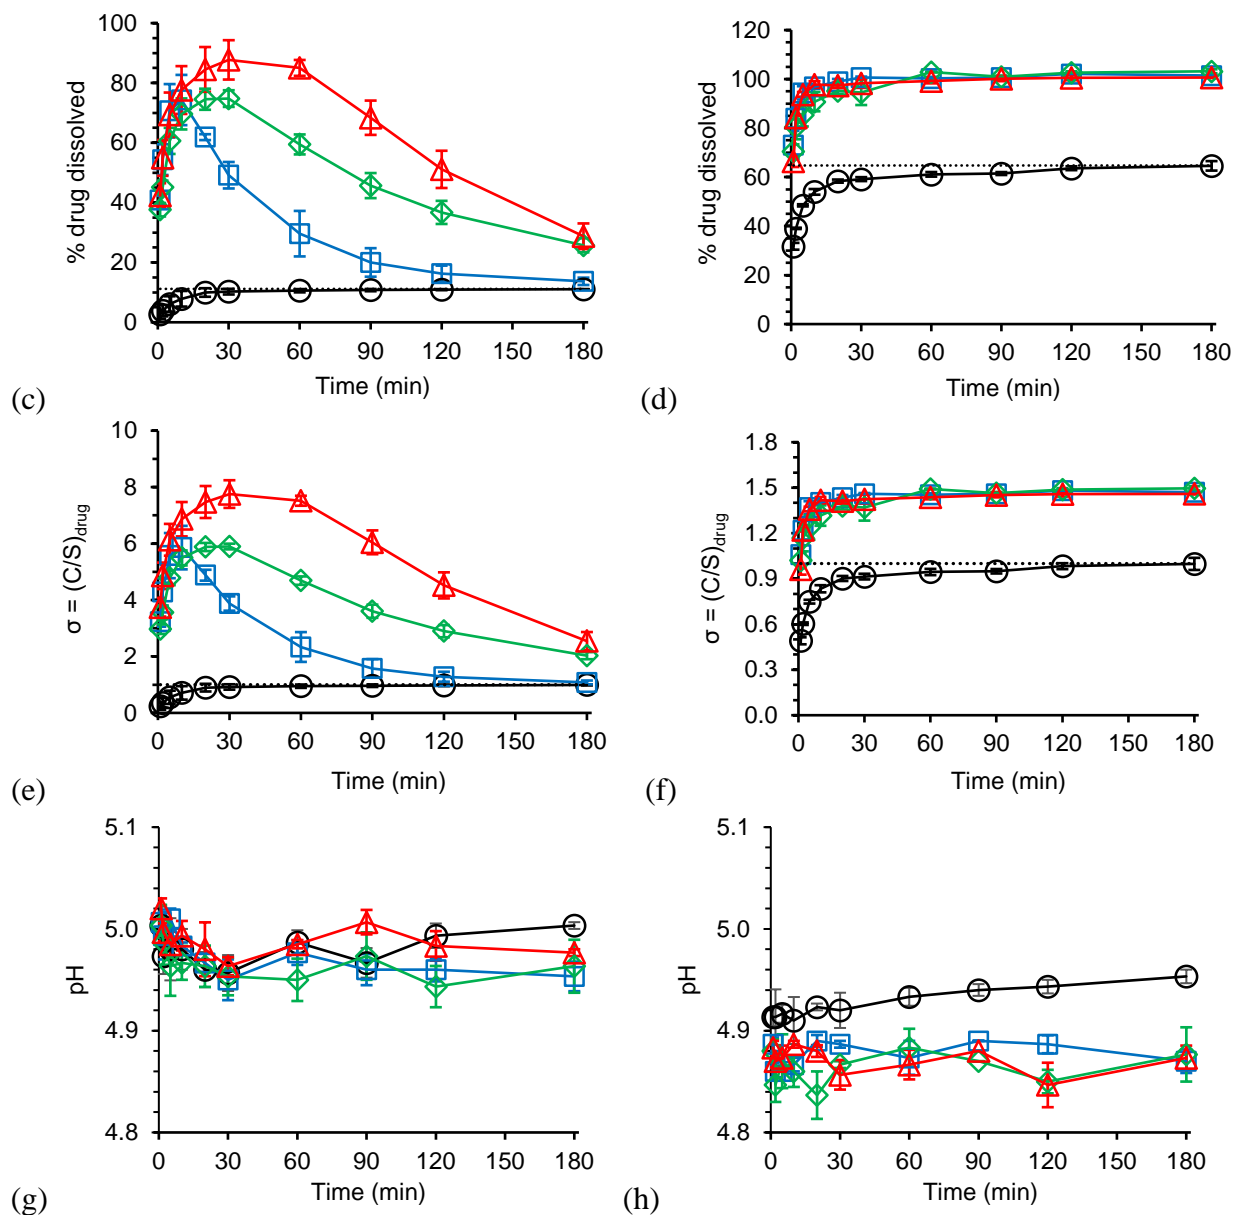 % drug dissolved
100
80
60
40
20
0
0 30 60 90 120 150 180
Time (min)
(c)
% drug dissolved
120
100
80
60
40
20
0
0 30 60 90 120 150 180
Time (min)
(d)
σ = (C/S)drug
10
8
6
4
2
0
0 30 60 90 120 150 180
Time (min)
(e)
σ = (C/S)drug
1.8
1.5
1.2
0.9
0.6
0.3
0.0
0 30 60 90 120 150 180
Time (min)
(f)
pH
5.1
5.0
4.9
4.8
0 30 60 90 120 150 180
Time (min)
(g)
pH
5.1
5.0
4.9
4.8
0 30 60 90 120 150 180
Time (min)
(h)